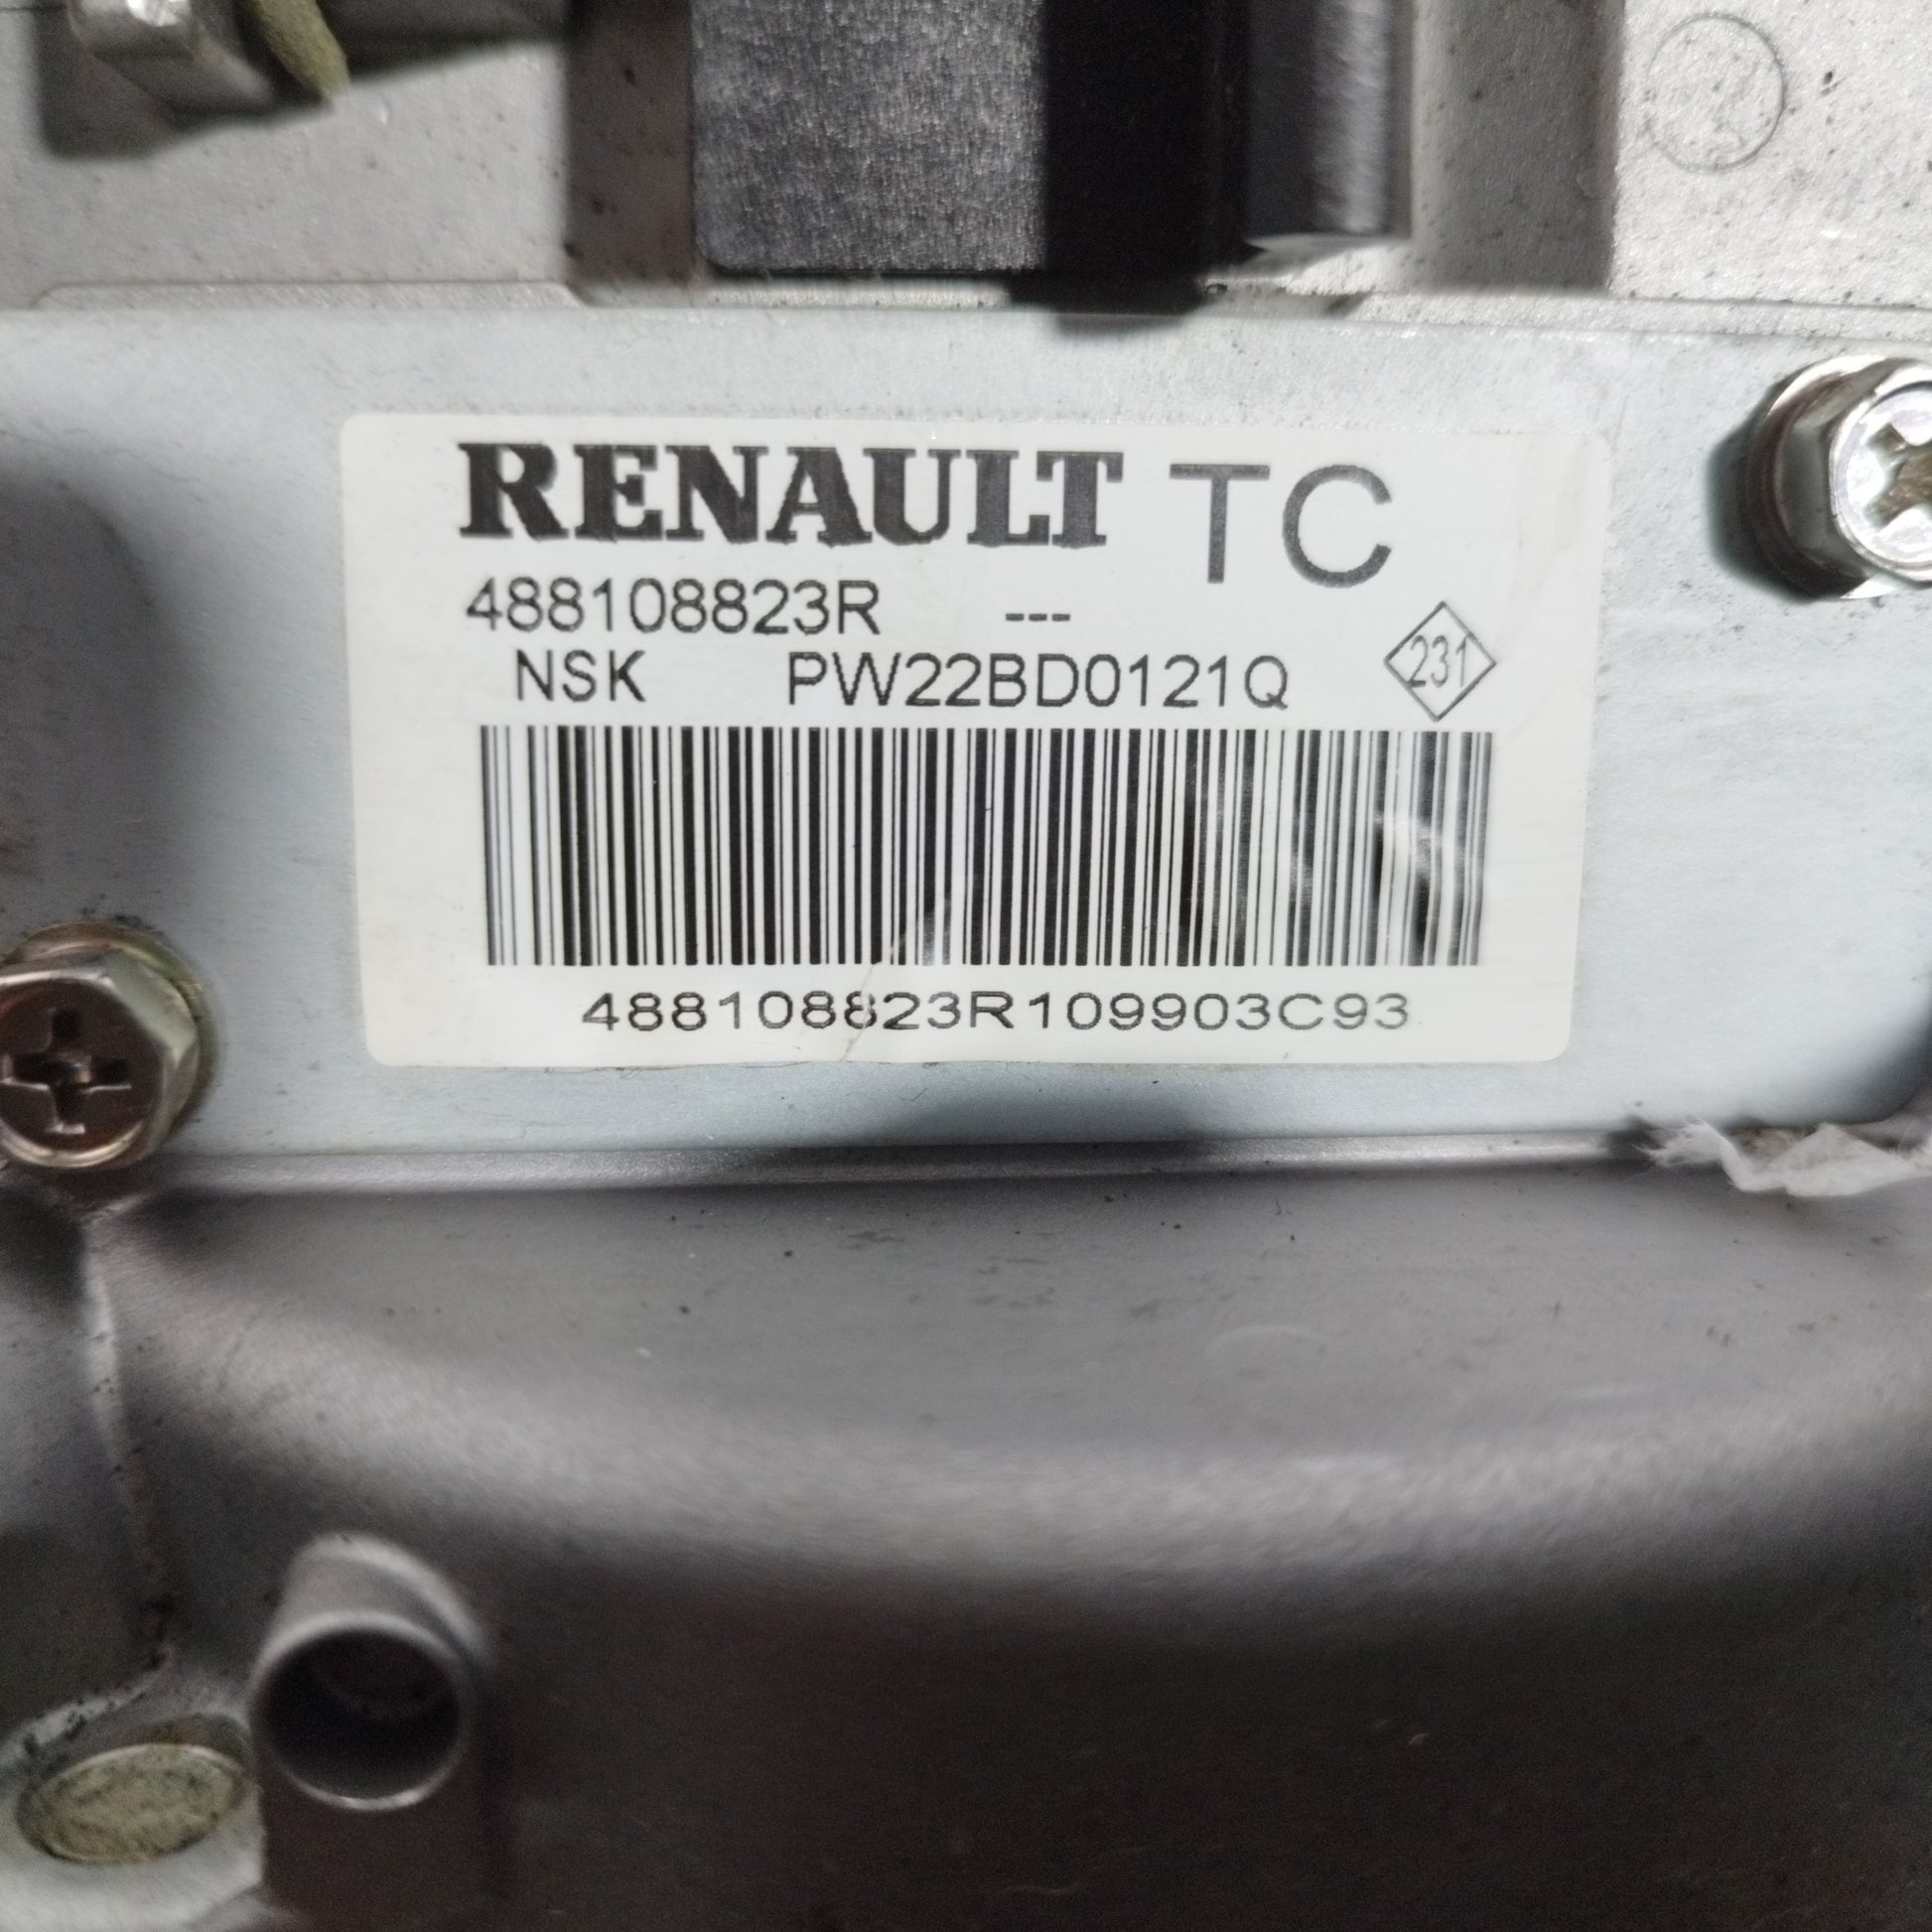 RENAULT TC
488108823R ---
NSK PW22BD0121Q 231
488108823R109903C93